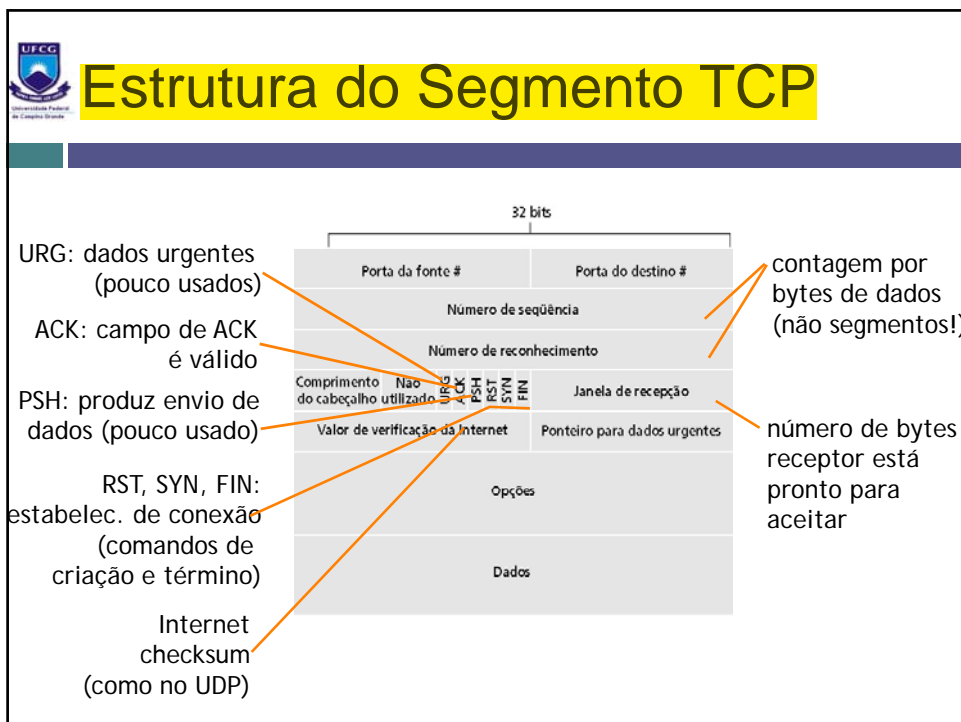 UFCG
Universidade Federal
de Campina Grande
Estrutura do Segmento TCP
32 bits
URG: dados urgentes
(pouco usados)
ACK: campo de ACK
é válido
PSH: produz envio de
dados (pouco usado)
RST, SYN, FIN:
estabelec. de conexão
(comandos de
criação e término)
Internet
checksum
(como no UDP)
Porta da fonte #
Porta do destino #
Número de seqüência
Número de reconhecimento
Comprimento
do cabeçalho
Não
utilizado
URG
ACK
PSH
RST
SYN
FIN
Janela de recepção
Valor de verificação da Internet
Ponteiro para dados urgentes
Opções
Dados
contagem por
bytes de dados
(não segmentos!)
número de bytes
receptor está
pronto para
aceitar